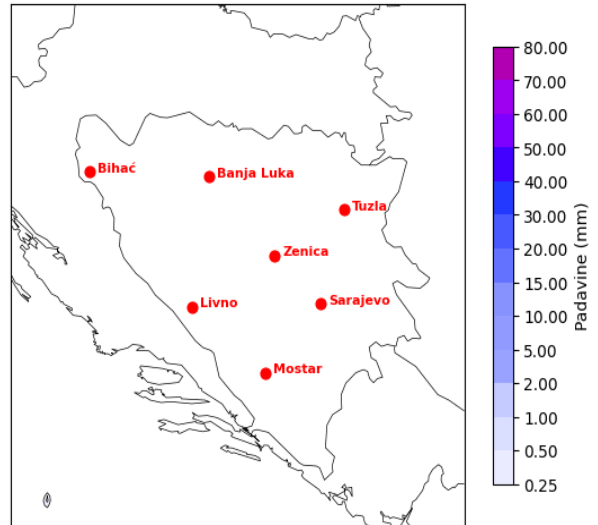 Bihać
Banja Luka
Tuzla
Zenica
Livno
Sarajevo
Mostar
80.00
70.00
60.00
50.00
40.00
30.00
20.00
15.00
10.00
5.00
2.00
1.00
0.50
0.25
Padavine (mm)